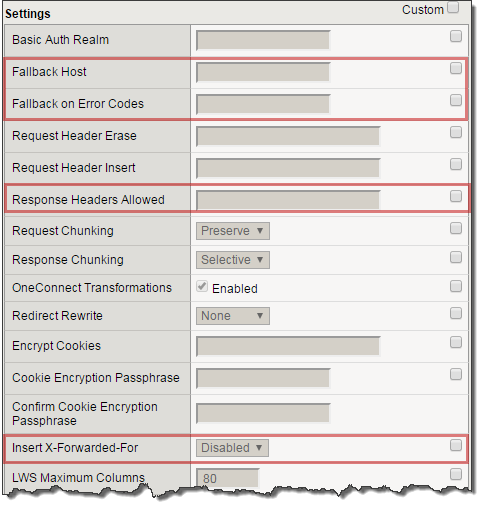 Settings Custom
Basic Auth Realm
Fallback Host
Fallback on Error Codes
Request Header Erase
Request Header Insert
Response Headers Allowed
Request Chunking Preserve
Response Chunking Selective
OneConnect Transformations Enabled
Redirect Rewrite None
Encrypt Cookies
Cookie Encryption Passphrase
Confirm Cookie Encryption
Passphrase
Insert X-Forwarded-For Disabled
LWS Maximum Columns 80